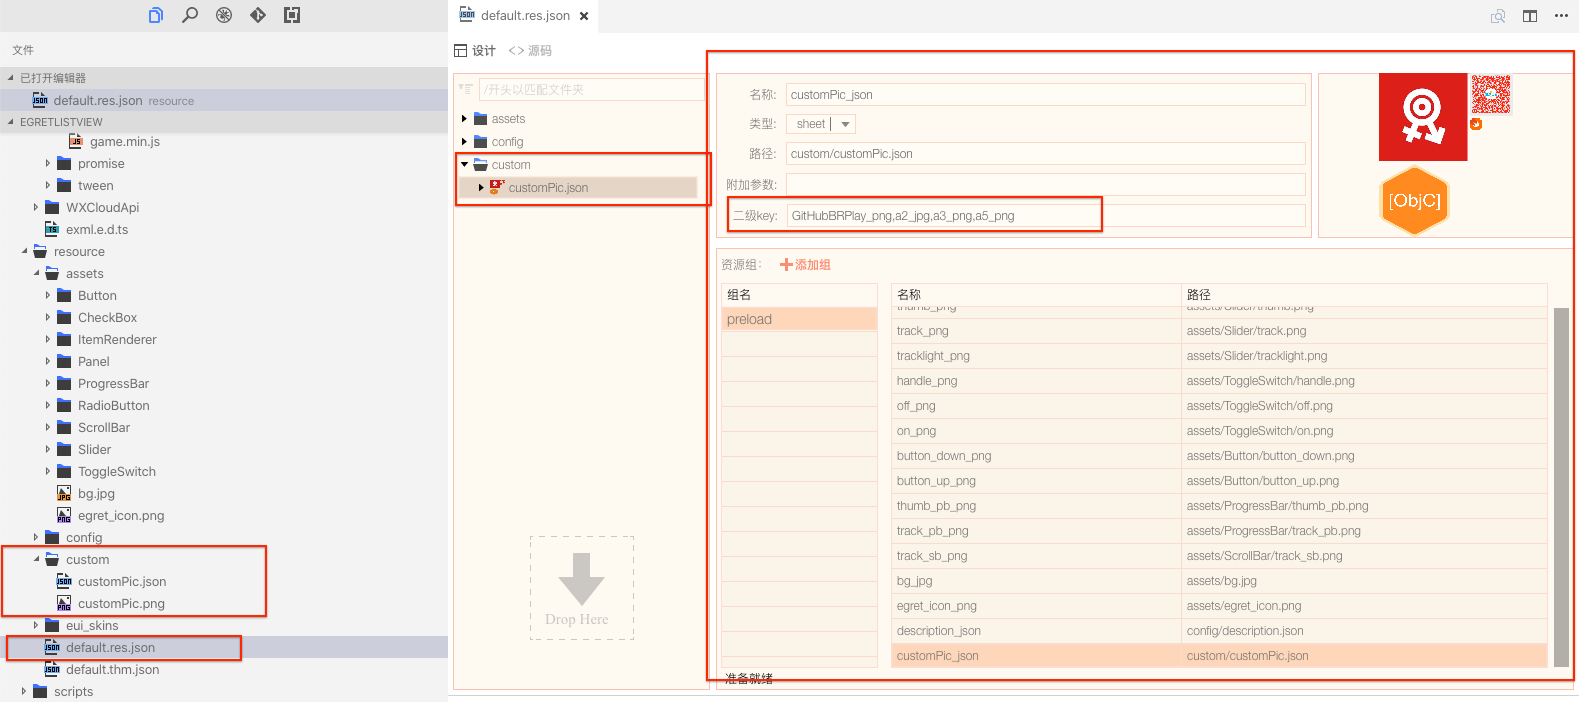 default.res.json
文件
已打开编辑器
default.res.json resource
EGRETLISTVIEW
game.min.js
promise
tween
WXCloudApi
exml.e.d.ts
resource
assets
Button
CheckBox
ItemRenderer
Panel
ProgressBar
RadioButton
ScrollBar
Slider
ToggleSwitch
bg.jpg
egret_icon.png
config
custom
customPic.json
customPic.png
eui_skins
default.res.json
default.thm.json
scripts
设计 <> 源码
/开头以匹配文件夹
assets
config
custom
customPic.json
Drop Here
名称: customPic_json
类型: sheet
路径: custom/customPic.json
附加参数:
二级key: GitHubBRPlay_png,a2_jpg,a3_png,a5_png
[ObjC]
资源组: 添加组
组名
preload
名称 路径
thumb_png assets/Slider/thumb.png
track_png assets/Slider/track.png
tracklight_png assets/Slider/tracklight.png
handle_png assets/ToggleSwitch/handle.png
off_png assets/ToggleSwitch/off.png
on_png assets/ToggleSwitch/on.png
button_down_png assets/Button/button_down.png
button_up_png assets/Button/button_up.png
thumb_pb_png assets/ProgressBar/thumb_pb.png
track_pb_png assets/ProgressBar/track_pb.png
track_sb_png assets/ScrollBar/track_sb.png
bg_jpg assets/bg.jpg
egret_icon_png assets/egret_icon.png
description_json config/description.json
customPic_json custom/customPic.json
准备就绪